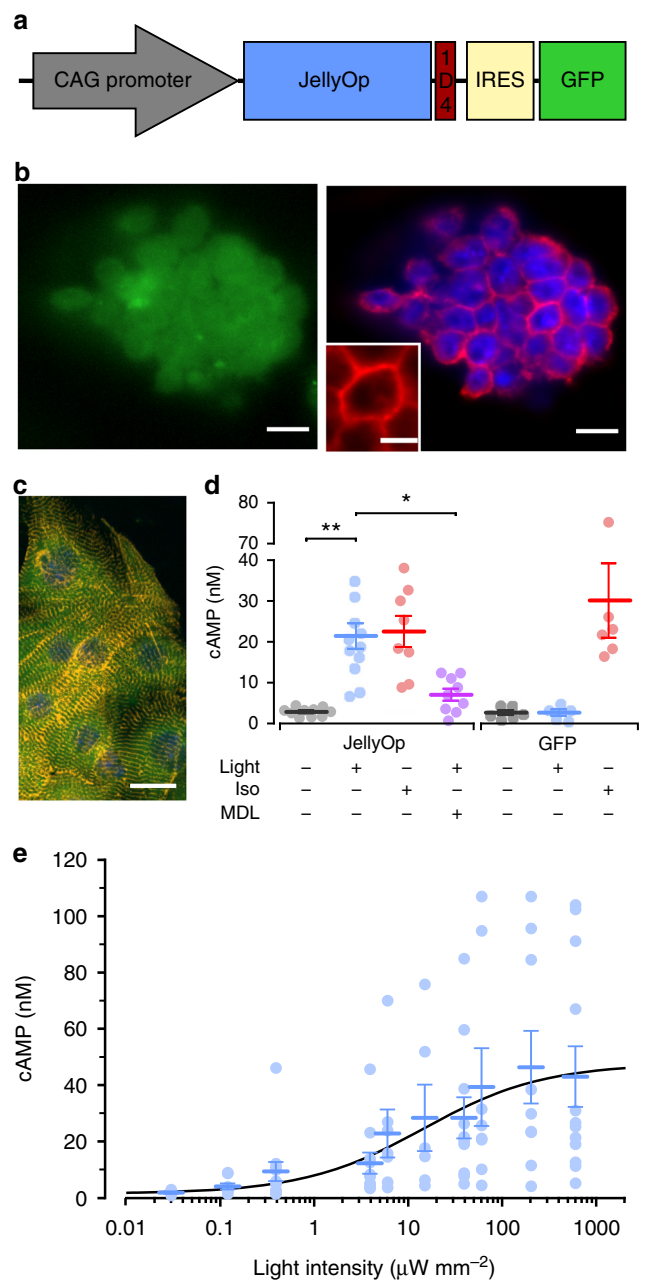 a
CAG promoter
JellyOp
1D4
IRES
GFP
b
c
d
cAMP (nM)
80
70
40
30
20
10
0
**
*
JellyOp
GFP
Light – + – + – + –
Iso – – + – – – +
MDL – – – + – – –
e
cAMP (nM)
120
100
80
60
40
20
0
0.01 0.1 1 10 100 1000
Light intensity (μW mm⁻²)